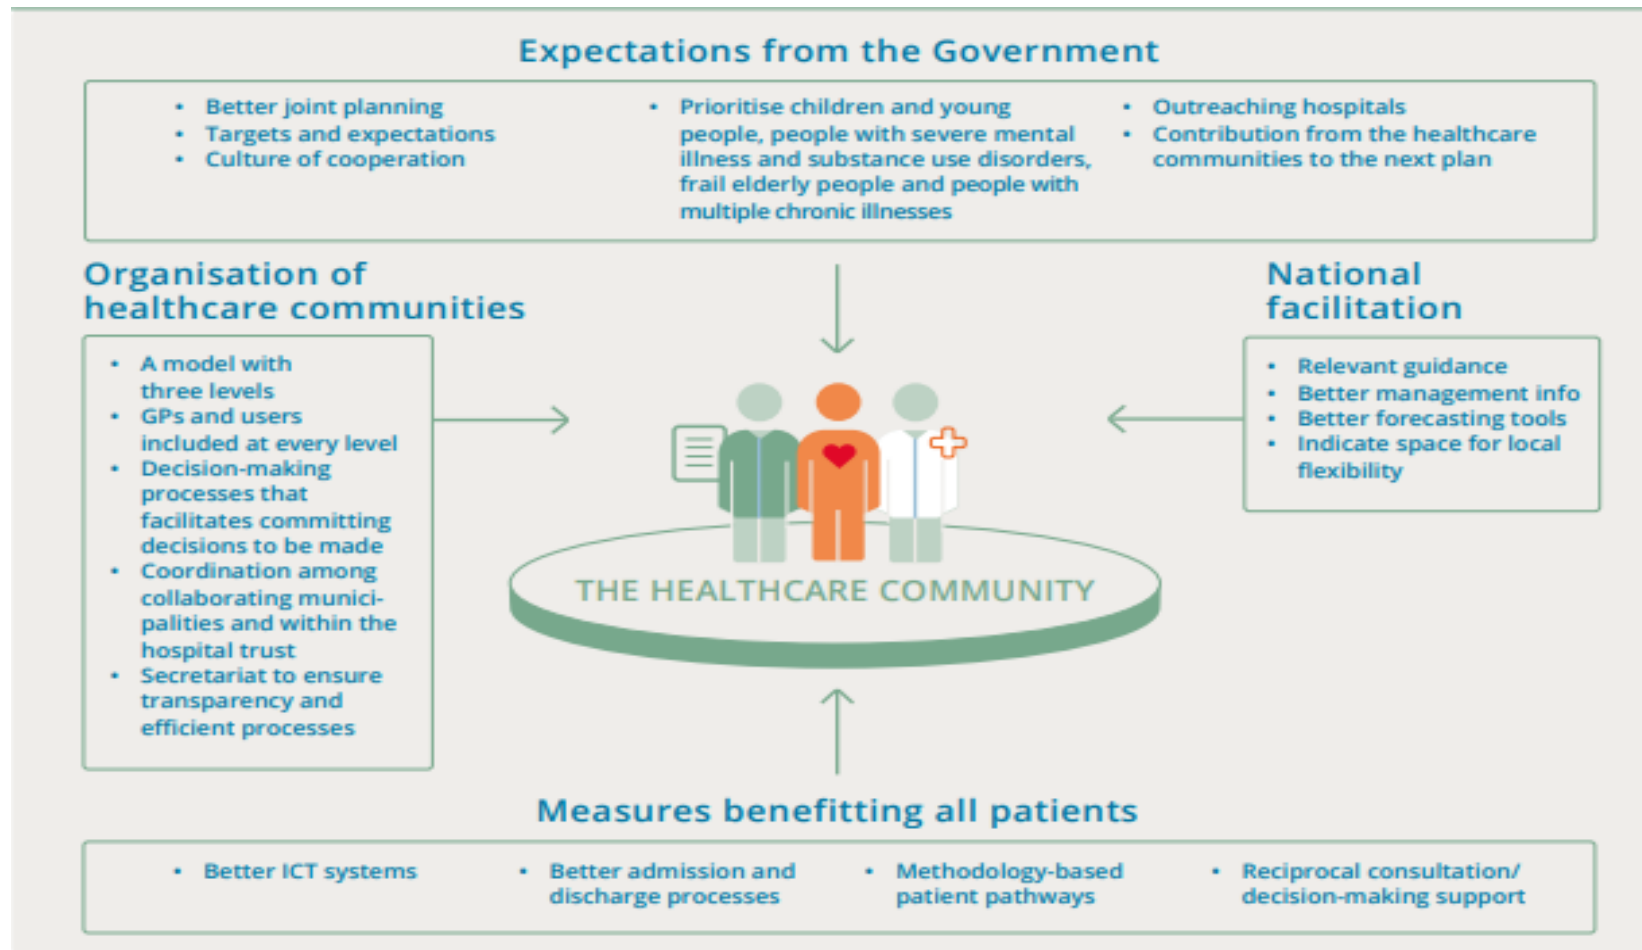 Expectations from the Government
• Better joint planning
• Targets and expectations
• Culture of cooperation
• Prioritise children and young
people, people with severe mental
illness and substance use disorders,
frail elderly people and people with
multiple chronic illnesses
• Outreaching hospitals
• Contribution from the healthcare
communities to the next plan
Organisation of
healthcare communities
• A model with
three levels
• GPs and users
included at every level
• Decision-making
processes that
facilitates committing
decisions to be made
• Coordination among
collaborating munici-
palities and within the
hospital trust
• Secretariat to ensure
transparency and
efficient processes
National
facilitation
• Relevant guidance
• Better management info
• Better forecasting tools
• Indicate space for local
flexibility
THE HEALTHCARE COMMUNITY
Measures benefitting all patients
• Better ICT systems
• Better admission and
discharge processes
• Methodology-based
patient pathways
• Reciprocal consultation/
decision-making support